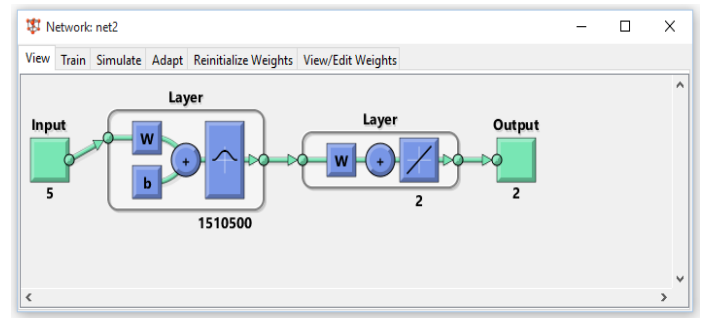 Network: net2
View Train Simulate Adapt Reinitialize Weights View/Edit Weights
Layer
Input
W
b
+
5
1510500
Layer
W
+
2
Output
2